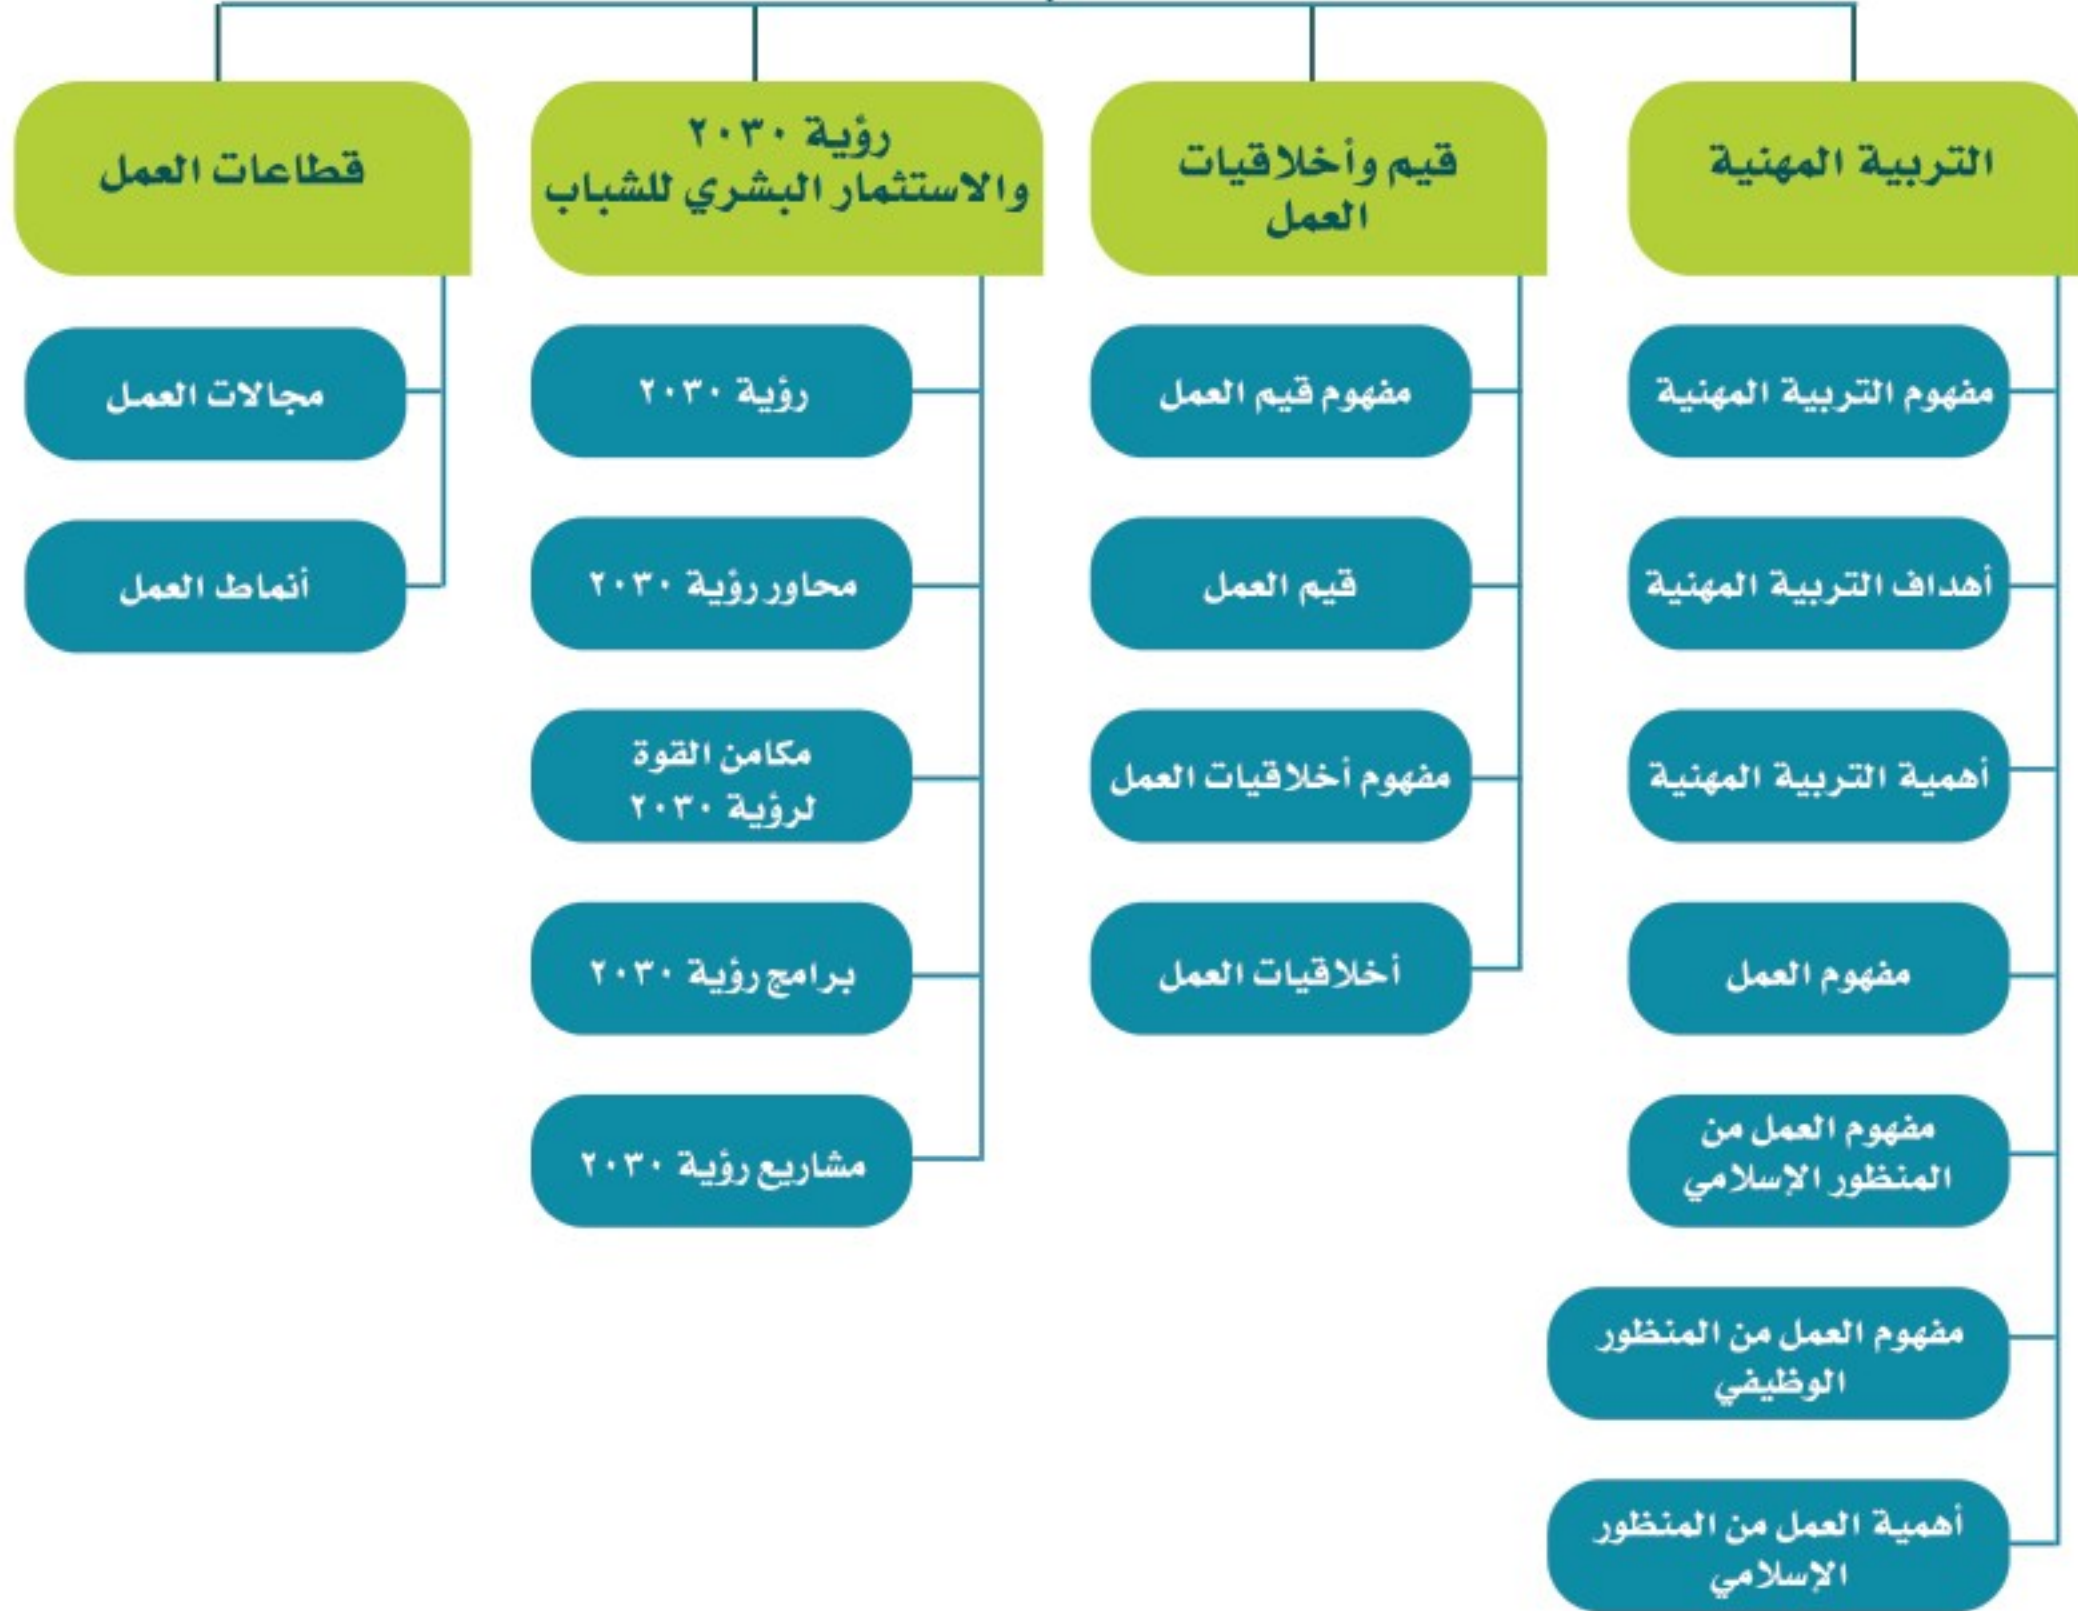 التربية المهنية
مفهوم التربية المهنية
أهداف التربية المهنية
أهمية التربية المهنية
مفهوم العمل
مفهوم العمل من
المنظور الإسلامي
مفهوم العمل من المنظور
الوظيفي
أهمية العمل من المنظور
الإسلامي
قيم وأخلاقيات
العمل
مفهوم قيم العمل
قيم العمل
مفهوم أخلاقيات العمل
أخلاقيات العمل
رؤية ٢٠٣٠
والاستثمار البشري للشباب
رؤية ٢٠٣٠
محاور رؤية ٢٠٣٠
مكامن القوة
لرؤية ٢٠٣٠
برامج رؤية ٢٠٣٠
مشاريع رؤية ٢٠٣٠
قطاعات العمل
مجالات العمل
أنماط العمل